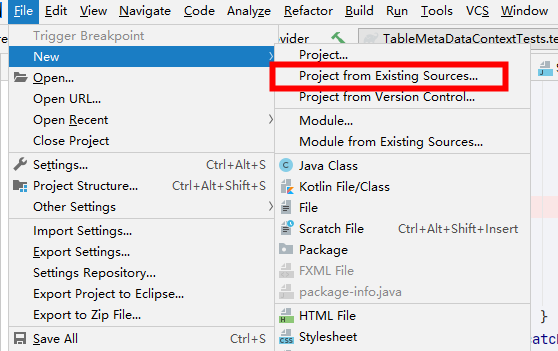 File Edit View Navigate Code Analyze Refactor Build Run Tools VCS Window
Trigger Breakpoint
New
Open...
Open URL...
Open Recent
Close Project
Settings... Ctrl+Alt+S
Project Structure... Ctrl+Alt+Shift+S
Other Settings
Import Settings...
Export Settings...
Settings Repository...
Export Project to Eclipse...
Export to Zip File...
Save All Ctrl+S
vider TableMetaDataContextTests.te
Project...
Project from Existing Sources...
Project from Version Control...
Module...
Module from Existing Sources...
Java Class
Kotlin File/Class
File
Scratch File Ctrl+Alt+Shift+Insert
Package
FXML File
package-info.java
HTML File
Stylesheet
}
atch